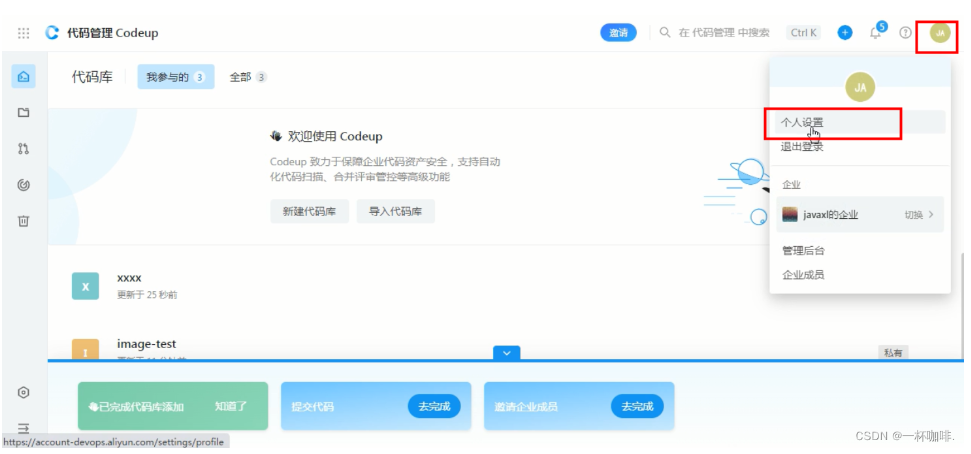 代码管理 Codeup
邀请
在 代码管理 中搜索 Ctrl K
5
JA
代码库 我参与的 3 全部 3
JA
个人设置
退出登录
企业
javaxl的企业 切换
管理后台
企业成员
欢迎使用 Codeup
Codeup 致力于保障企业代码资产安全，支持自动
化代码扫描、合并评审管控等高级功能
新建代码库 导入代码库
X
xxxx
更新于 25 秒前
I
image-test
私有
已完成代码库添加 知道了
提交代码 去完成
邀请企业成员 去完成
https://account-devops.aliyun.com/settings/profile
CSDN @一杯咖啡.